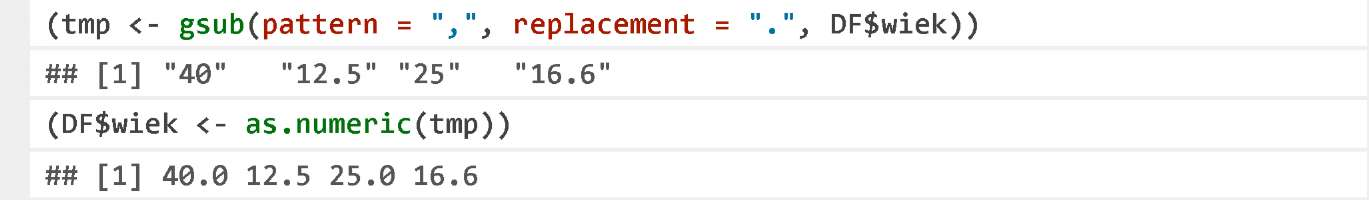 (tmp <- gsub(pattern = ",", replacement = ".", DF$wiek))
## [1] "40"   "12.5" "25"   "16.6"
(DF$wiek <- as.numeric(tmp))
## [1] 40.0 12.5 25.0 16.6